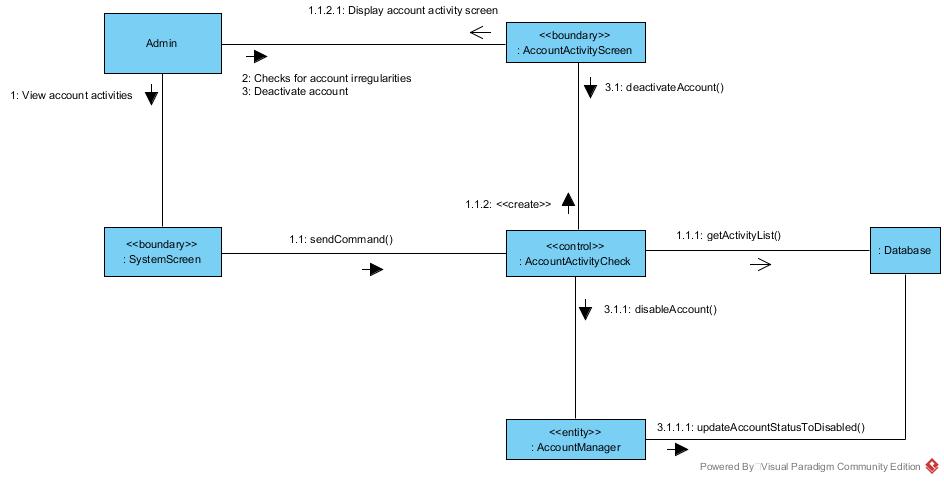 1.1.2.1: Display account activity screen
Admin
<<boundary>>
: AccountActivityScreen
2: Checks for account irregularities
3: Deactivate account
1: View account activities
3.1: deactivateAccount()
1.1.2: <<create>>
<<boundary>>
: SystemScreen
1.1: sendCommand()
<<control>>
: AccountActivityCheck
1.1.1: getActivityList()
: Database
3.1.1: disableAccount()
<<entity>>
: AccountManager
3.1.1.1: updateAccountStatusToDisabled()
Powered By Visual Paradigm Community Edition